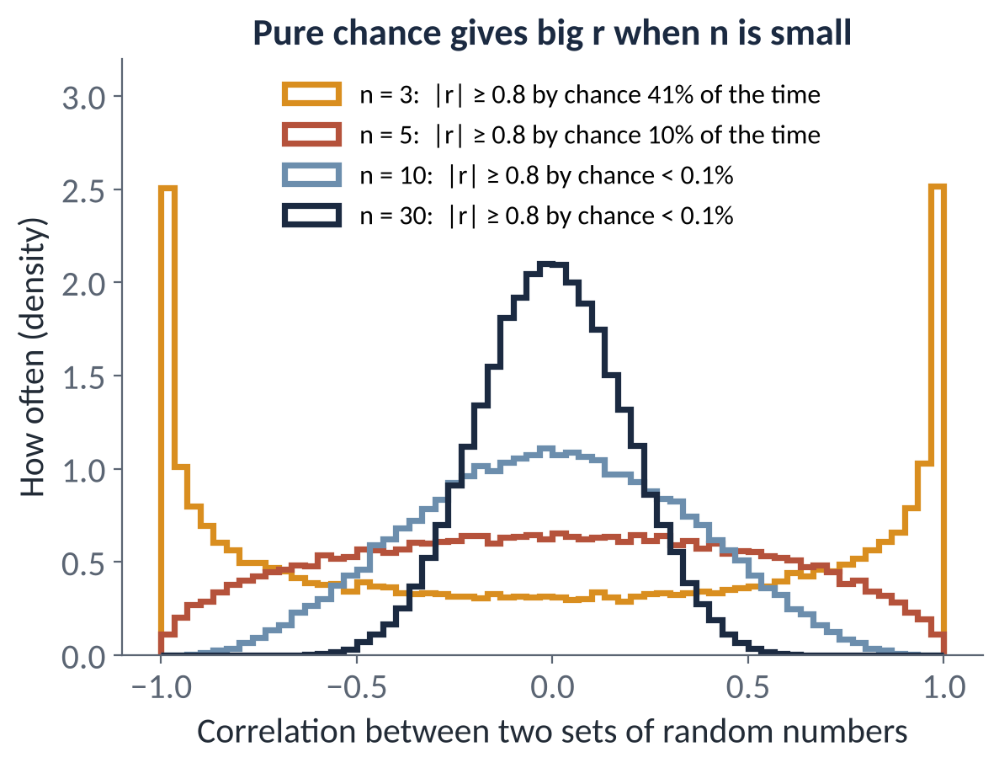 Pure chance gives big r when n is small
n = 3:  |r| ≥ 0.8 by chance 41% of the time
n = 5:  |r| ≥ 0.8 by chance 10% of the time
n = 10:  |r| ≥ 0.8 by chance < 0.1%
n = 30:  |r| ≥ 0.8 by chance < 0.1%
How often (density)
3.0
2.5
2.0
1.5
1.0
0.5
0.0
−1.0 −0.5 0.0 0.5 1.0
Correlation between two sets of random numbers